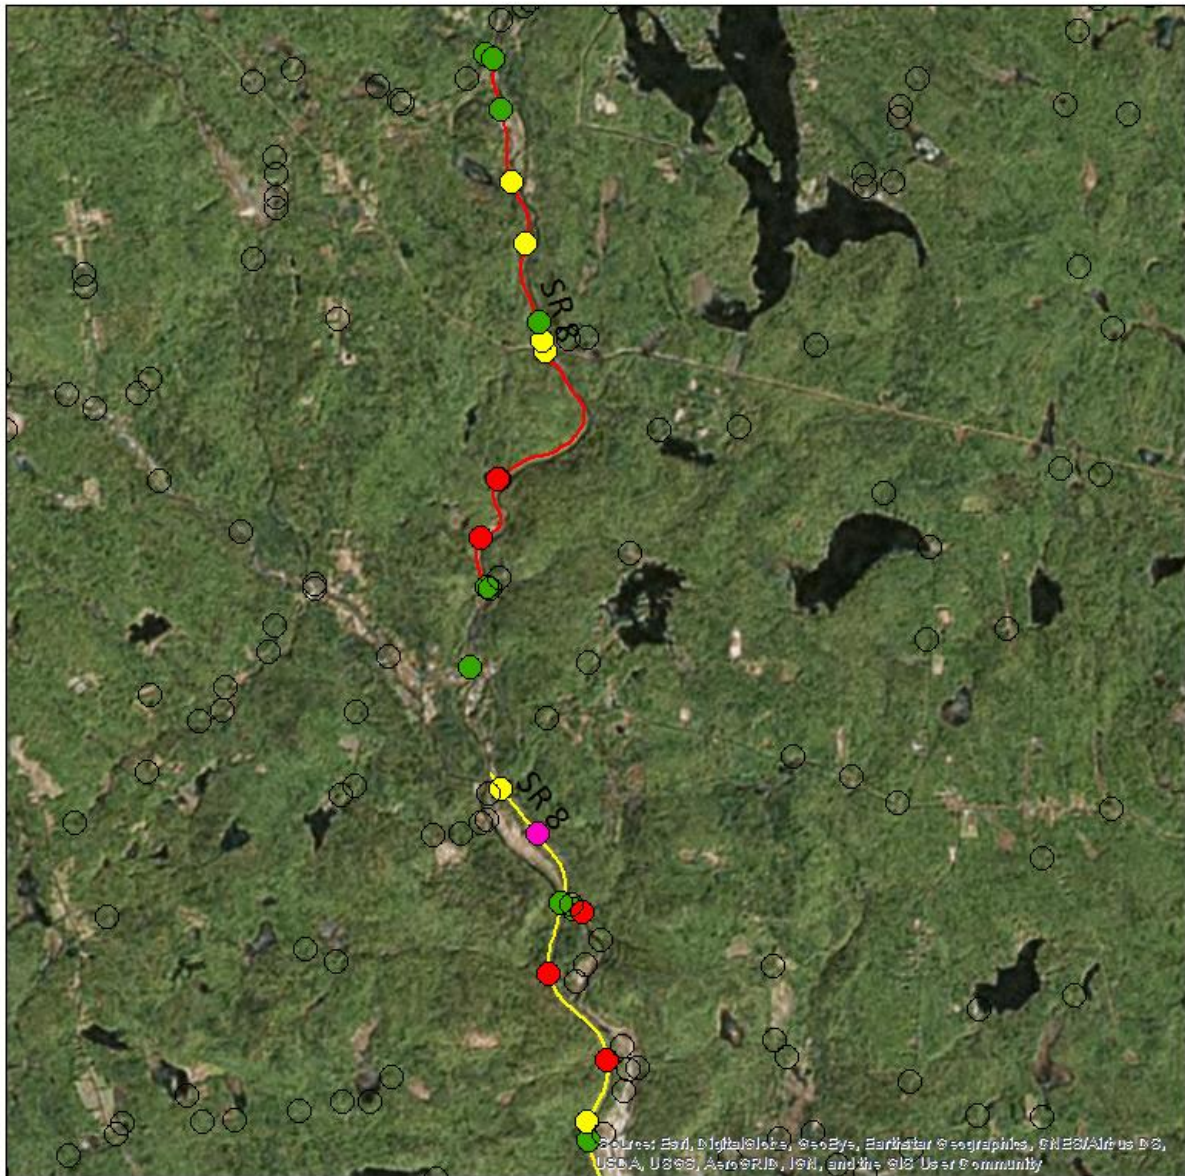 SR 8
SR 8
Source: Esri, DigitalGlobe, GeoEye, Earthstar Geographics, CNES/Airbus DS,
USDA, USGS, AeroGRID, IGN, and the GIS User Community